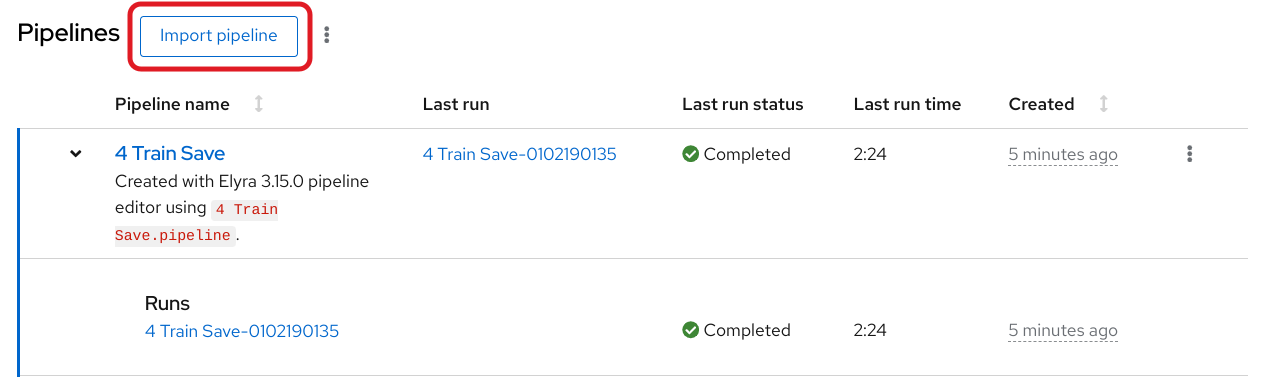 Pipelines Import pipeline
Pipeline name Last run Last run status Last run time Created
4 Train Save 4 Train Save-0102190135 Completed 2:24 5 minutes ago
Created with Elyra 3.15.0 pipeline
editor using 4 Train
Save.pipeline.
Runs
4 Train Save-0102190135 Completed 2:24 5 minutes ago